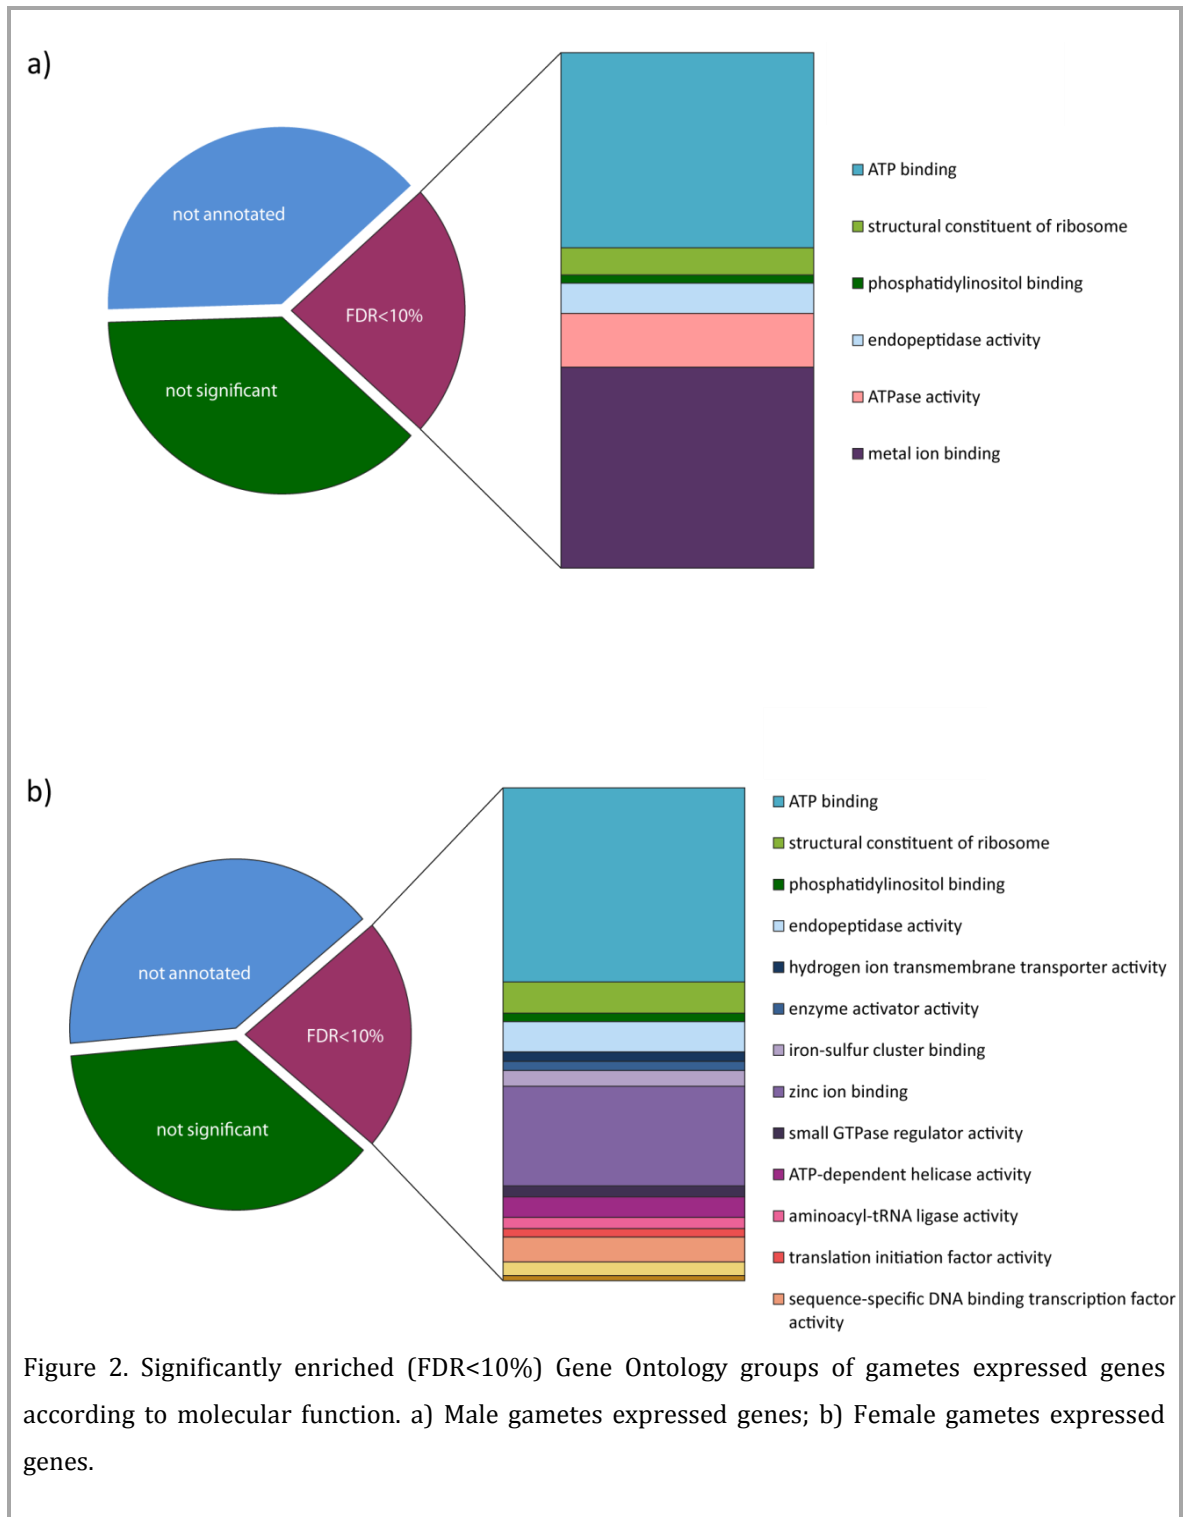 a)
not annotated
FDR<10%
not significant
ATP binding
structural constituent of ribosome
phosphatidylinositol binding
endopeptidase activity
ATPase activity
metal ion binding
b)
not annotated
FDR<10%
not significant
ATP binding
structural constituent of ribosome
phosphatidylinositol binding
endopeptidase activity
hydrogen ion transmembrane transporter activity
enzyme activator activity
iron-sulfur cluster binding
zinc ion binding
small GTPase regulator activity
ATP-dependent helicase activity
aminoacyl-tRNA ligase activity
translation initiation factor activity
sequence-specific DNA binding transcription factor
activity
Figure 2. Significantly enriched (FDR<10%) Gene Ontology groups of gametes expressed genes
according to molecular function. a) Male gametes expressed genes; b) Female gametes expressed
genes.